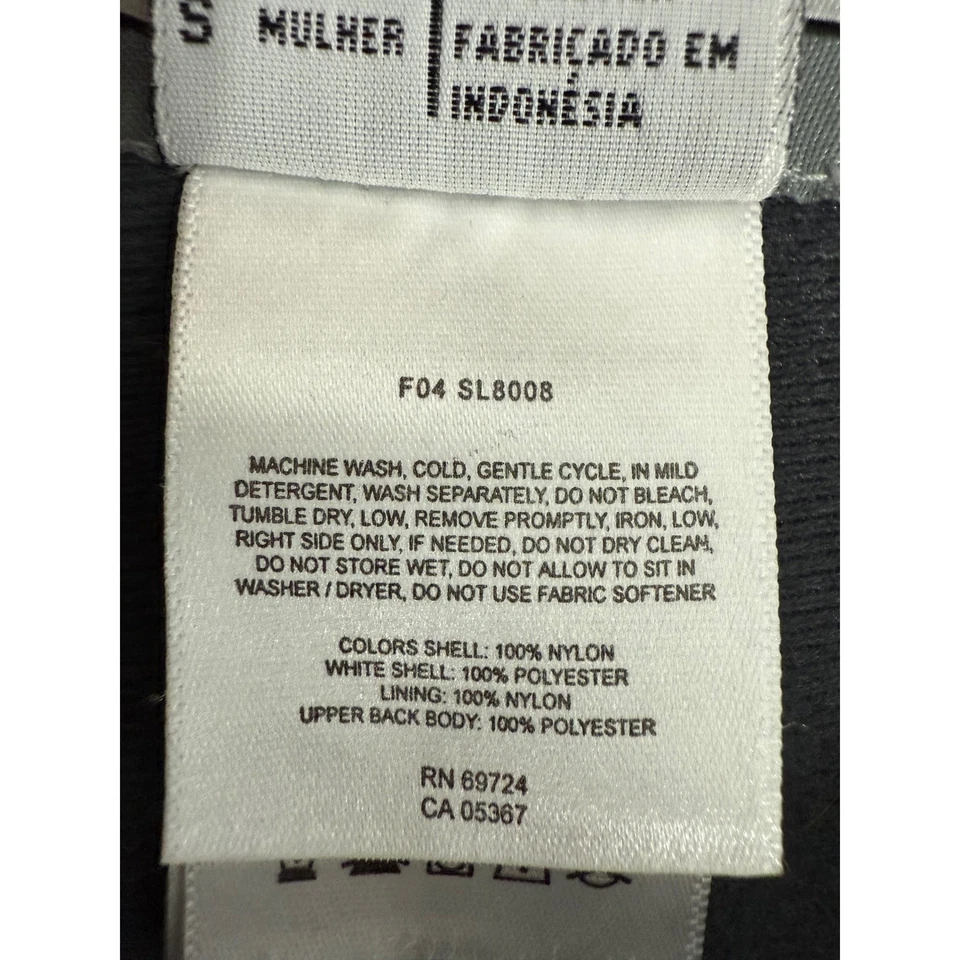 S MULHER FABRICADO EM
INDONÉSIA
F04 SL8008
MACHINE WASH, COLD, GENTLE CYCLE, IN MILD
DETERGENT, WASH SEPARATELY, DO NOT BLEACH,
TUMBLE DRY, LOW, REMOVE PROMPTLY, IRON, LOW,
RIGHT SIDE ONLY, IF NEEDED, DO NOT DRY CLEAN,
DO NOT STORE WET, DO NOT ALLOW TO SIT IN
WASHER / DRYER, DO NOT USE FABRIC SOFTENER
COLORS SHELL: 100% NYLON
WHITE SHELL: 100% POLYESTER
LINING: 100% NYLON
UPPER BACK BODY: 100% POLYESTER
RN 69724
CA 05367